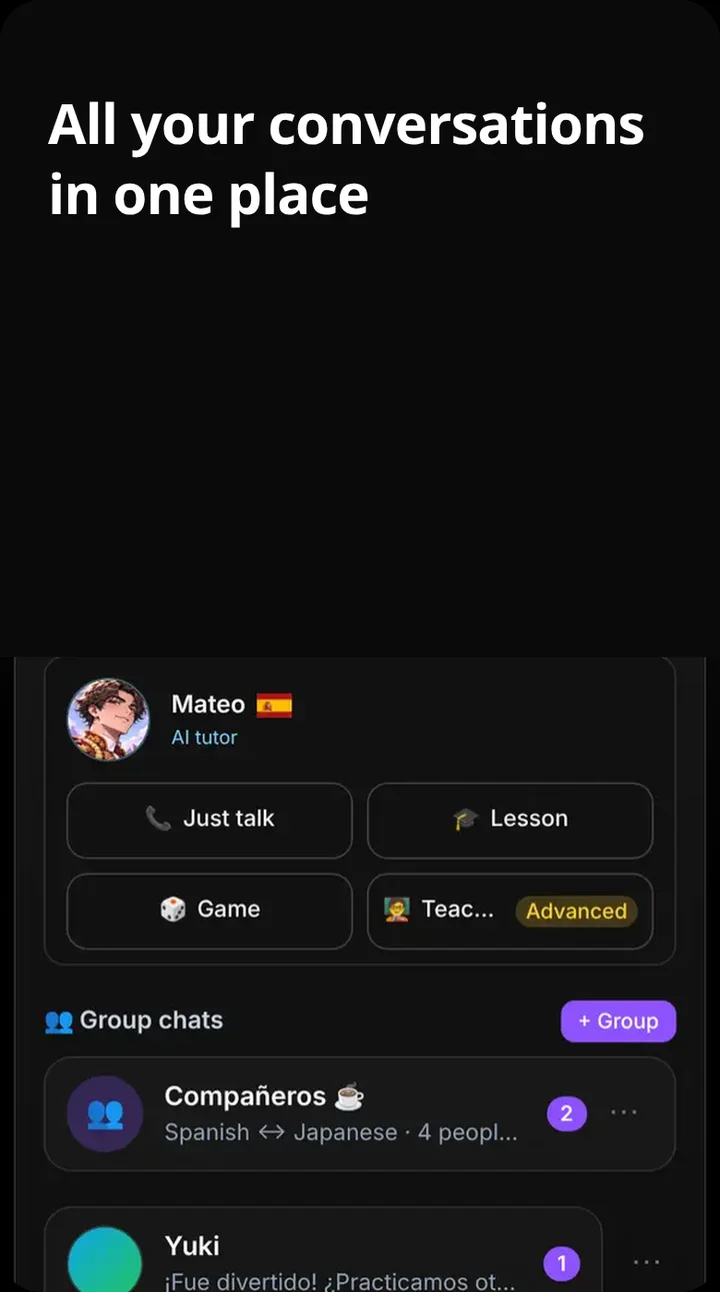 All your conversations
in one place
Mateo 🇪🇸
AI tutor
📞 Just talk
🎓 Lesson
🎲 Game
🧑‍🏫 Teac... Advanced
👥 Group chats
+ Group
Compañeros ☕
Spanish ↔ Japanese · 4 peopl...
2
Yuki
¡Fue divertido! ¿Practicamos ot...
1